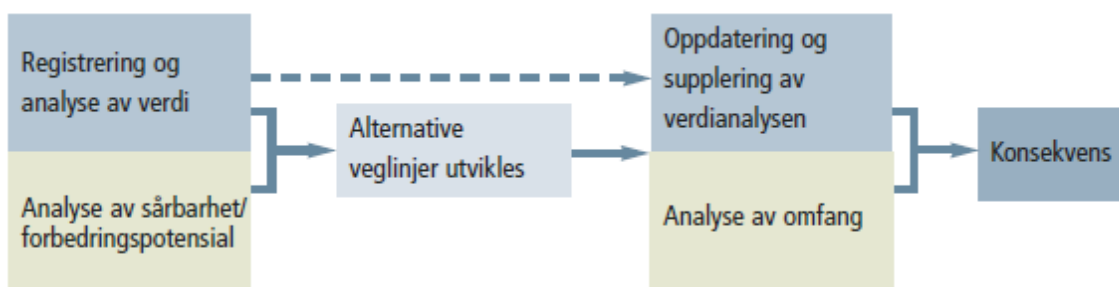 Registrering og
analyse av verdi
Analyse av sårbarhet/
forbedringspotensial
Alternative
veglinjer utvikles
Oppdatering og
supplering av
verdianalysen
Analyse av omfang
Konsekvens